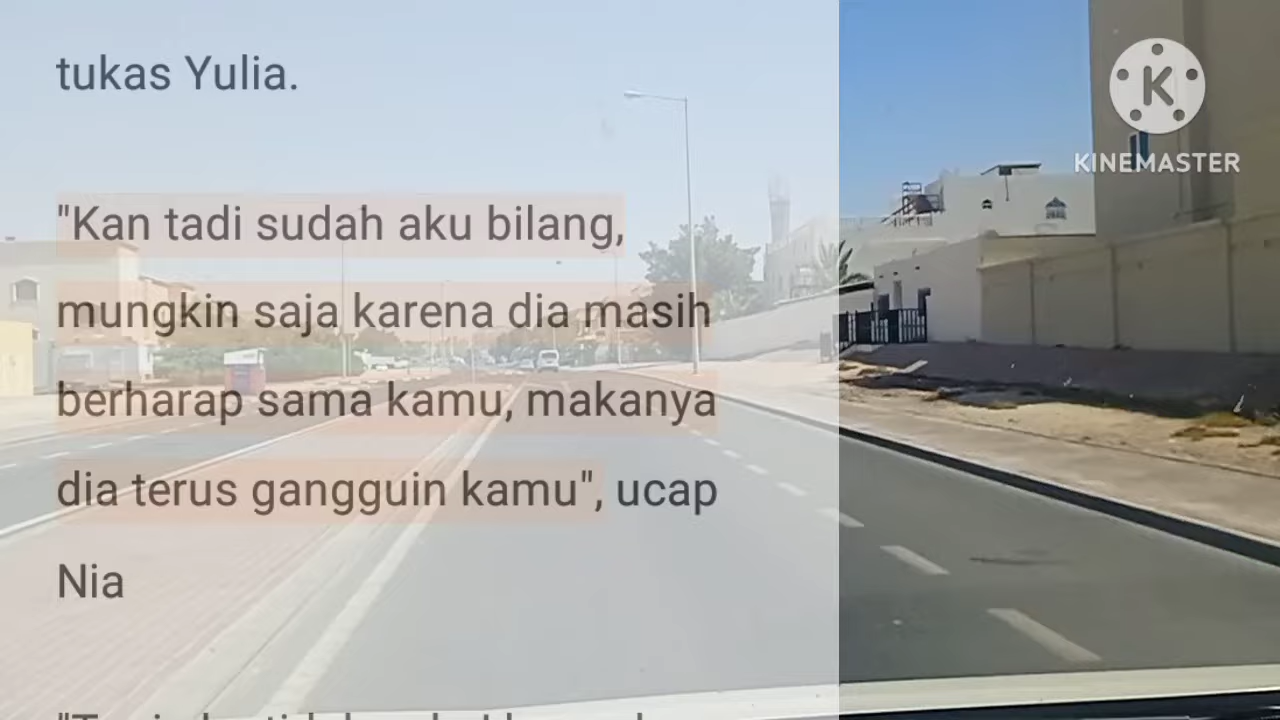 tukas Yulia.
"Kan tadi sudah aku bilang,
mungkin saja karena dia masih
berharap sama kamu, makanya
dia terus gangguin kamu", ucap
Nia
KINEMASTER